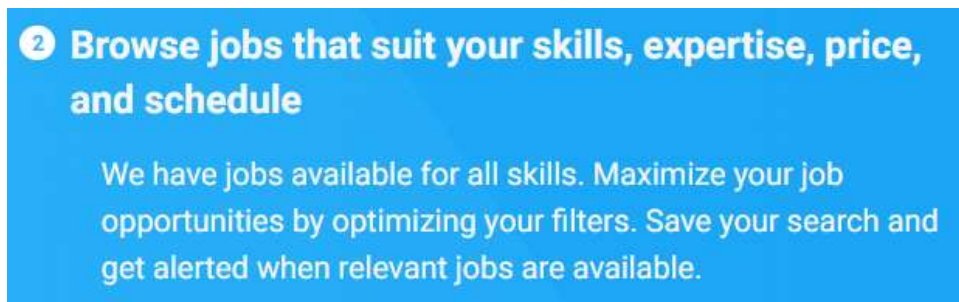 2 Browse jobs that suit your skills, expertise, price,
and schedule
We have jobs available for all skills. Maximize your job
opportunities by optimizing your filters. Save your search and
get alerted when relevant jobs are available.